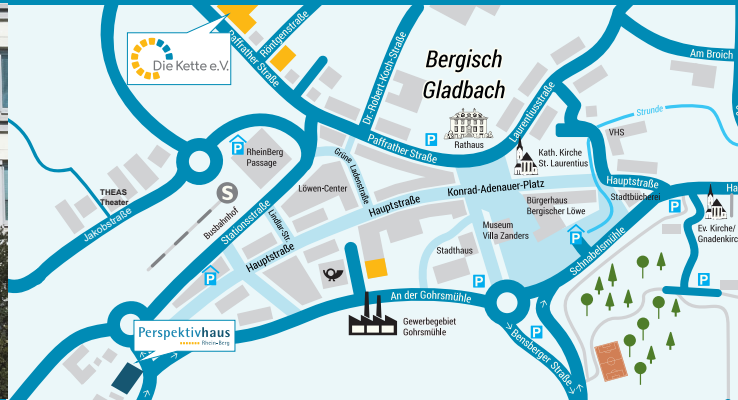 Die Kette e.V.
Paffrather Straße
Röntgenstraße
Dr.-Robert-Koch-Straße
Bergisch
Gladbach
Am Broich
Laurentiusstraße
Strunde
P
Rathaus
VHS
Paffrather Straße
P
RheinBerg
Passage
Grüne Ladenstraße
Kath. Kirche
St. Laurentius
THEAS
Theater
S
Löwen-Center
Konrad-Adenauer-Platz
Hauptstraße
Stadtbücherei
Jakobstraße
Busbahnhof
Stationsstraße
Lindlar-Str.
Hauptstraße
Bürgerhaus
Bergischer Löwe
P
Museum
Villa Zanders
P
Ev. Kirche/
Hauptstraße
Stadthaus
Schnabelsmühle
P
P
P
An der Gohrsmühle
Perspektivhaus
Rhein-Berg
Gewerbegebiet
Gohrsmühle
P
Bensberger Straße